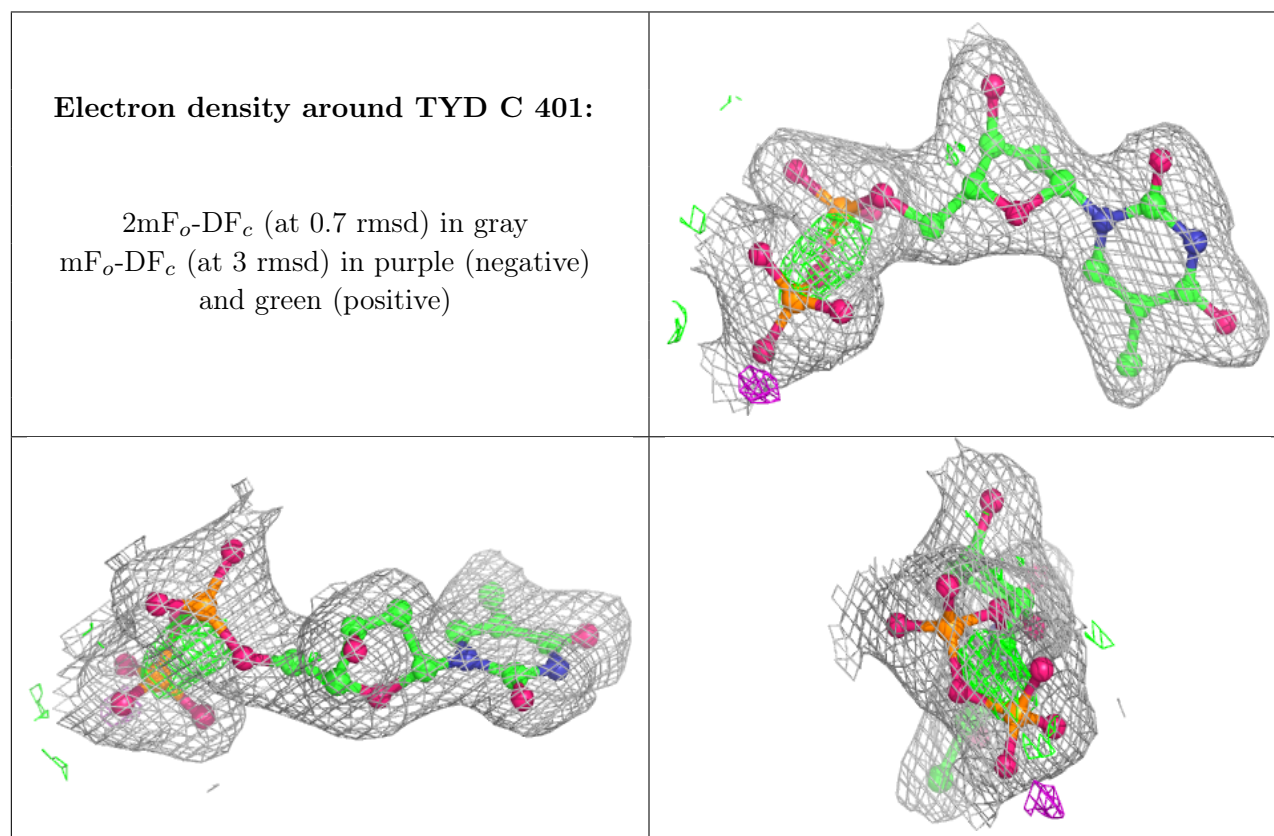 Electron density around TYD C 401:
2mFo-DFc (at 0.7 rmsd) in gray
mFo-DFc (at 3 rmsd) in purple (negative)
and green (positive)